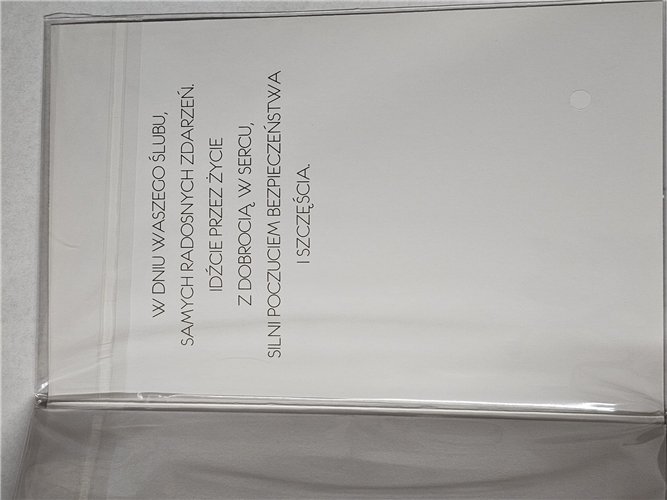 W DNIU WASZEGO ŚLUBU,
SAMYCH RADOSNYCH ZDARZEŃ.
IDŹCIE PRZEZ ŻYCIE
Z DOBROCIĄ W SERCU,
SILNI POCZUCIEM BEZPIECZEŃSTWA
I SZCZĘŚCIA.